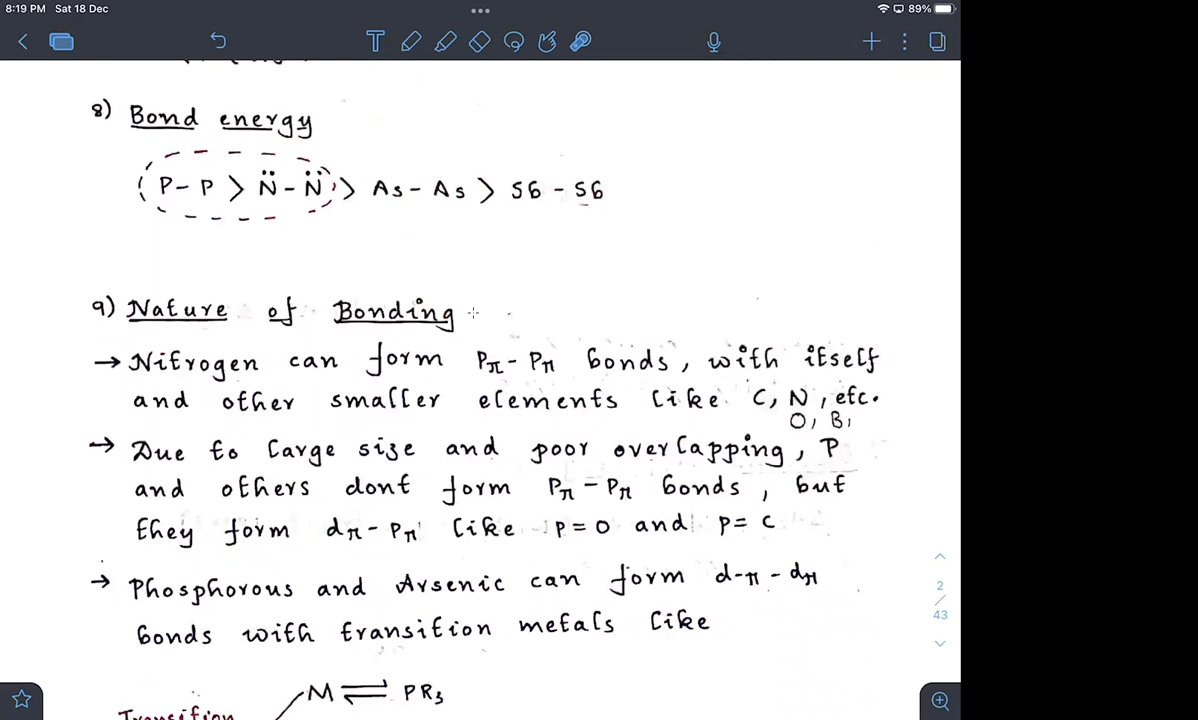 8:19 PM Sat 18 Dec
89%
8) Bond energy
P - P > N̈ - N̈ > As - As > Sb - Sb
9) Nature of Bonding
→ Nitrogen can form Pπ - Pπ bonds, with itself
and other smaller elements like C, N, etc.
O, B,
→ Due to large size and poor overlapping, P
and others dont form Pπ - Pπ bonds, but
they form dπ - Pπ like P=O and P=C
→ Phosphorous and Arsenic can form d-π - dπ
bonds with transition metals like
2
/
43
M ⇌ PR3
Transition